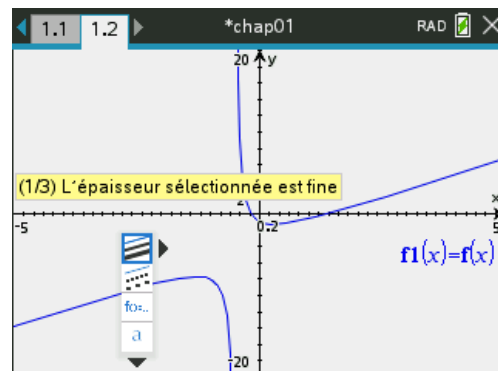 1.1 1.2 *chap01 RAD
20 y
(1/3) L´épaisseur sélectionnée est fine
2
x
-5 0.2 5
f1(x)=f(x)
fo:..
a
-20